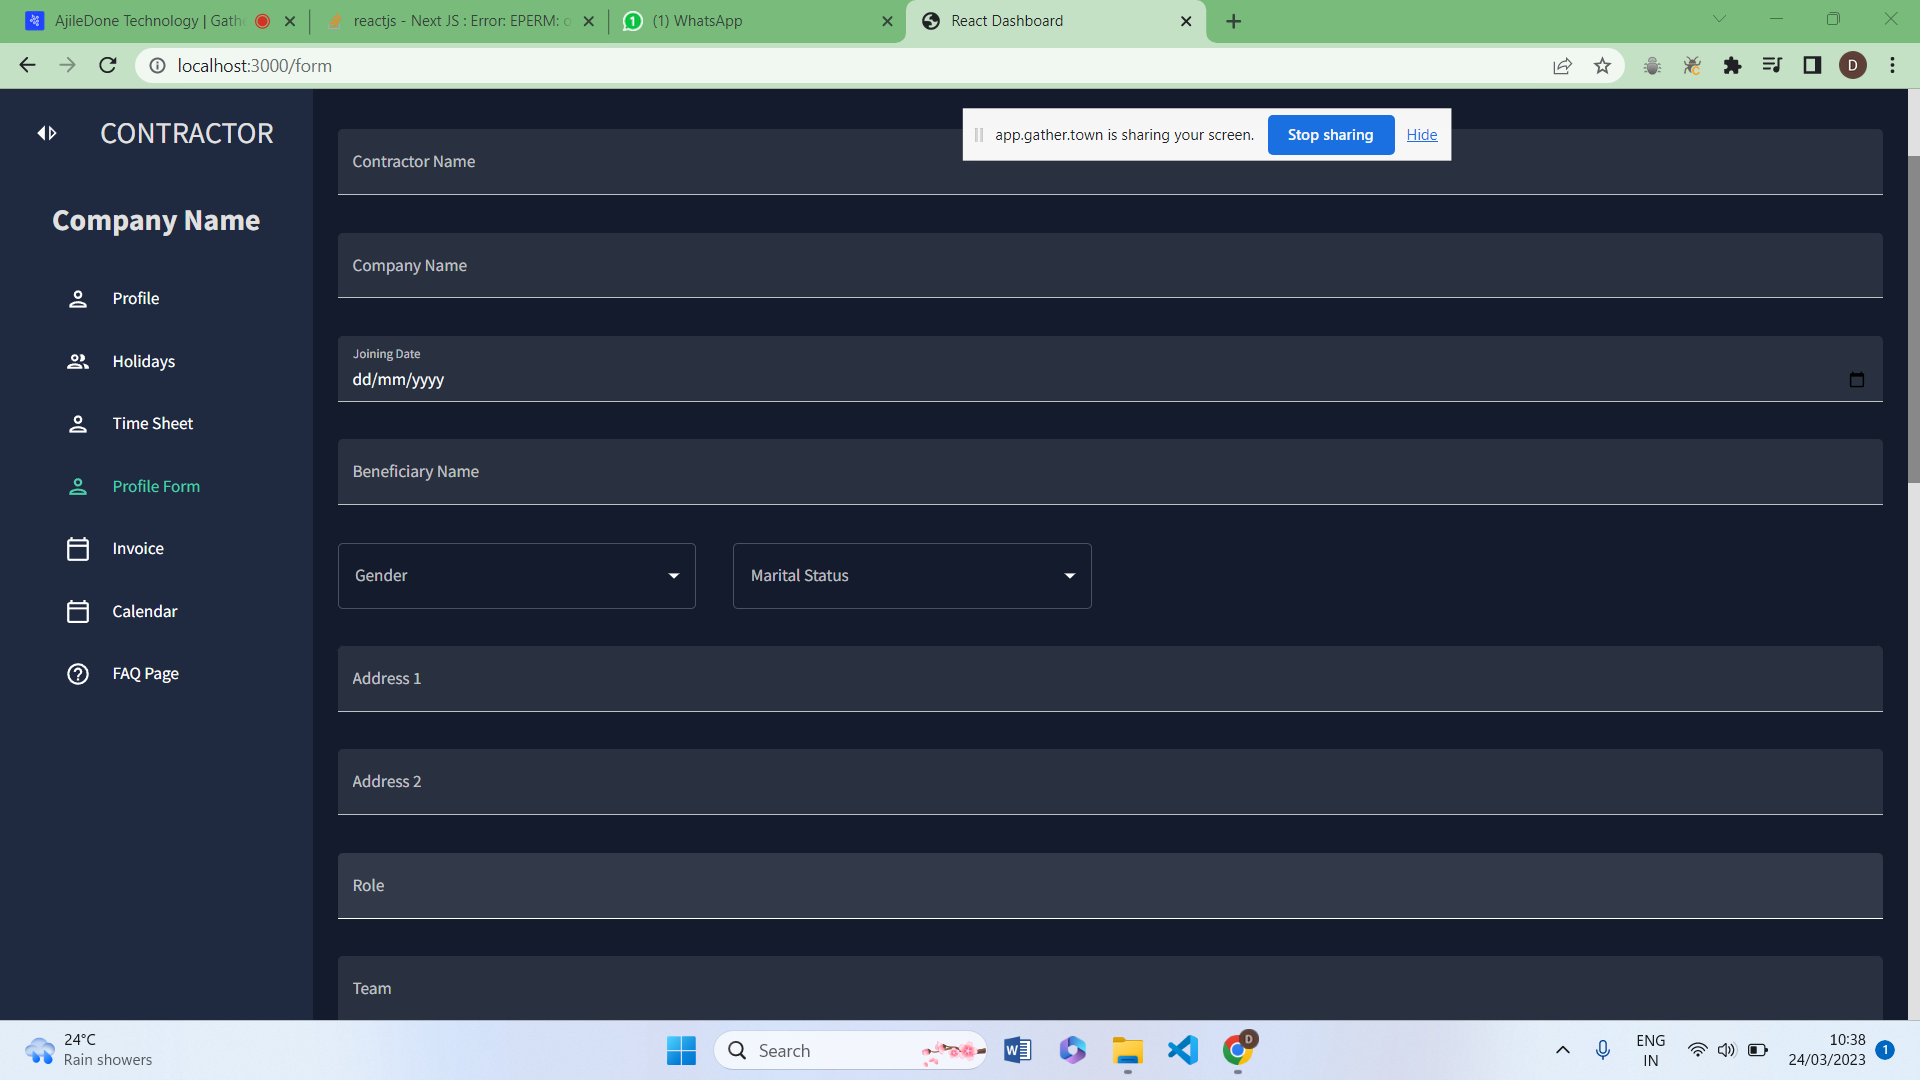 AjileDone Technology | Gath
reactjs - Next JS : Error: EPERM: o
(1) WhatsApp
React Dashboard
localhost:3000/form
D
CONTRACTOR
app.gather.town is sharing your screen.
Stop sharing
Hide
Contractor Name
Company Name
Company Name
Profile
Joining Date
dd/mm/yyyy
Holidays
Time Sheet
Beneficiary Name
Profile Form
Invoice
Gender
Marital Status
Calendar
FAQ Page
Address 1
Address 2
Role
Team
24°C
Rain showers
Search
D
ENG
IN
10:38
24/03/2023
1